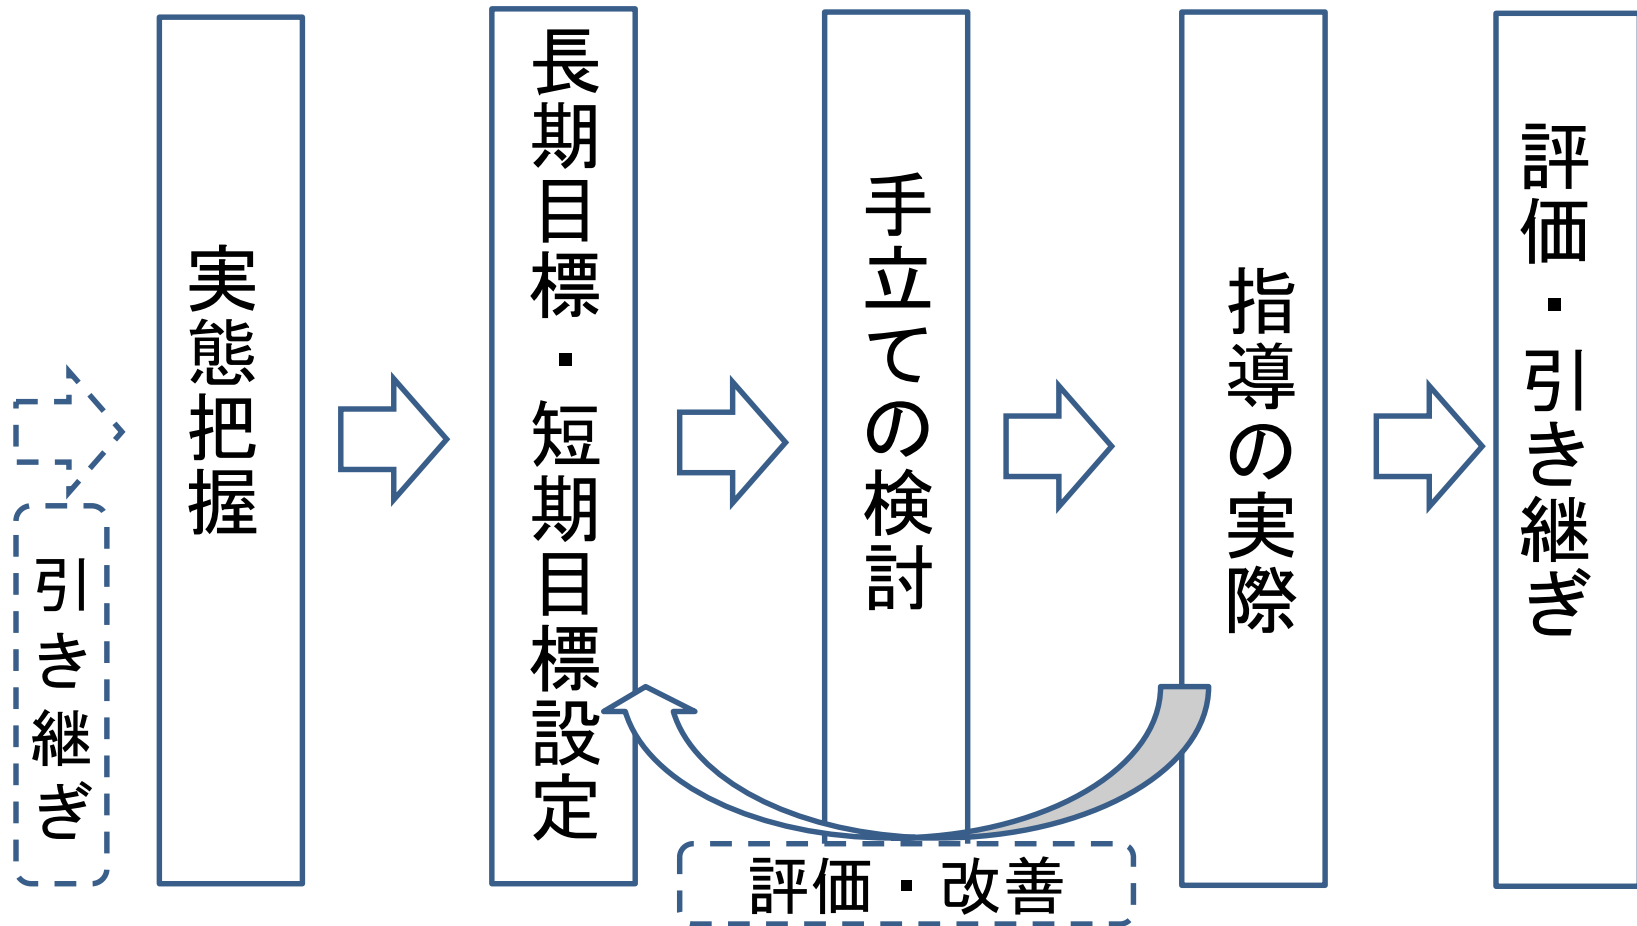 引き継ぎ
実態把握
長期目標・短期目標設定
手立ての検討
指導の実際
評価・引き継ぎ
評価・改善